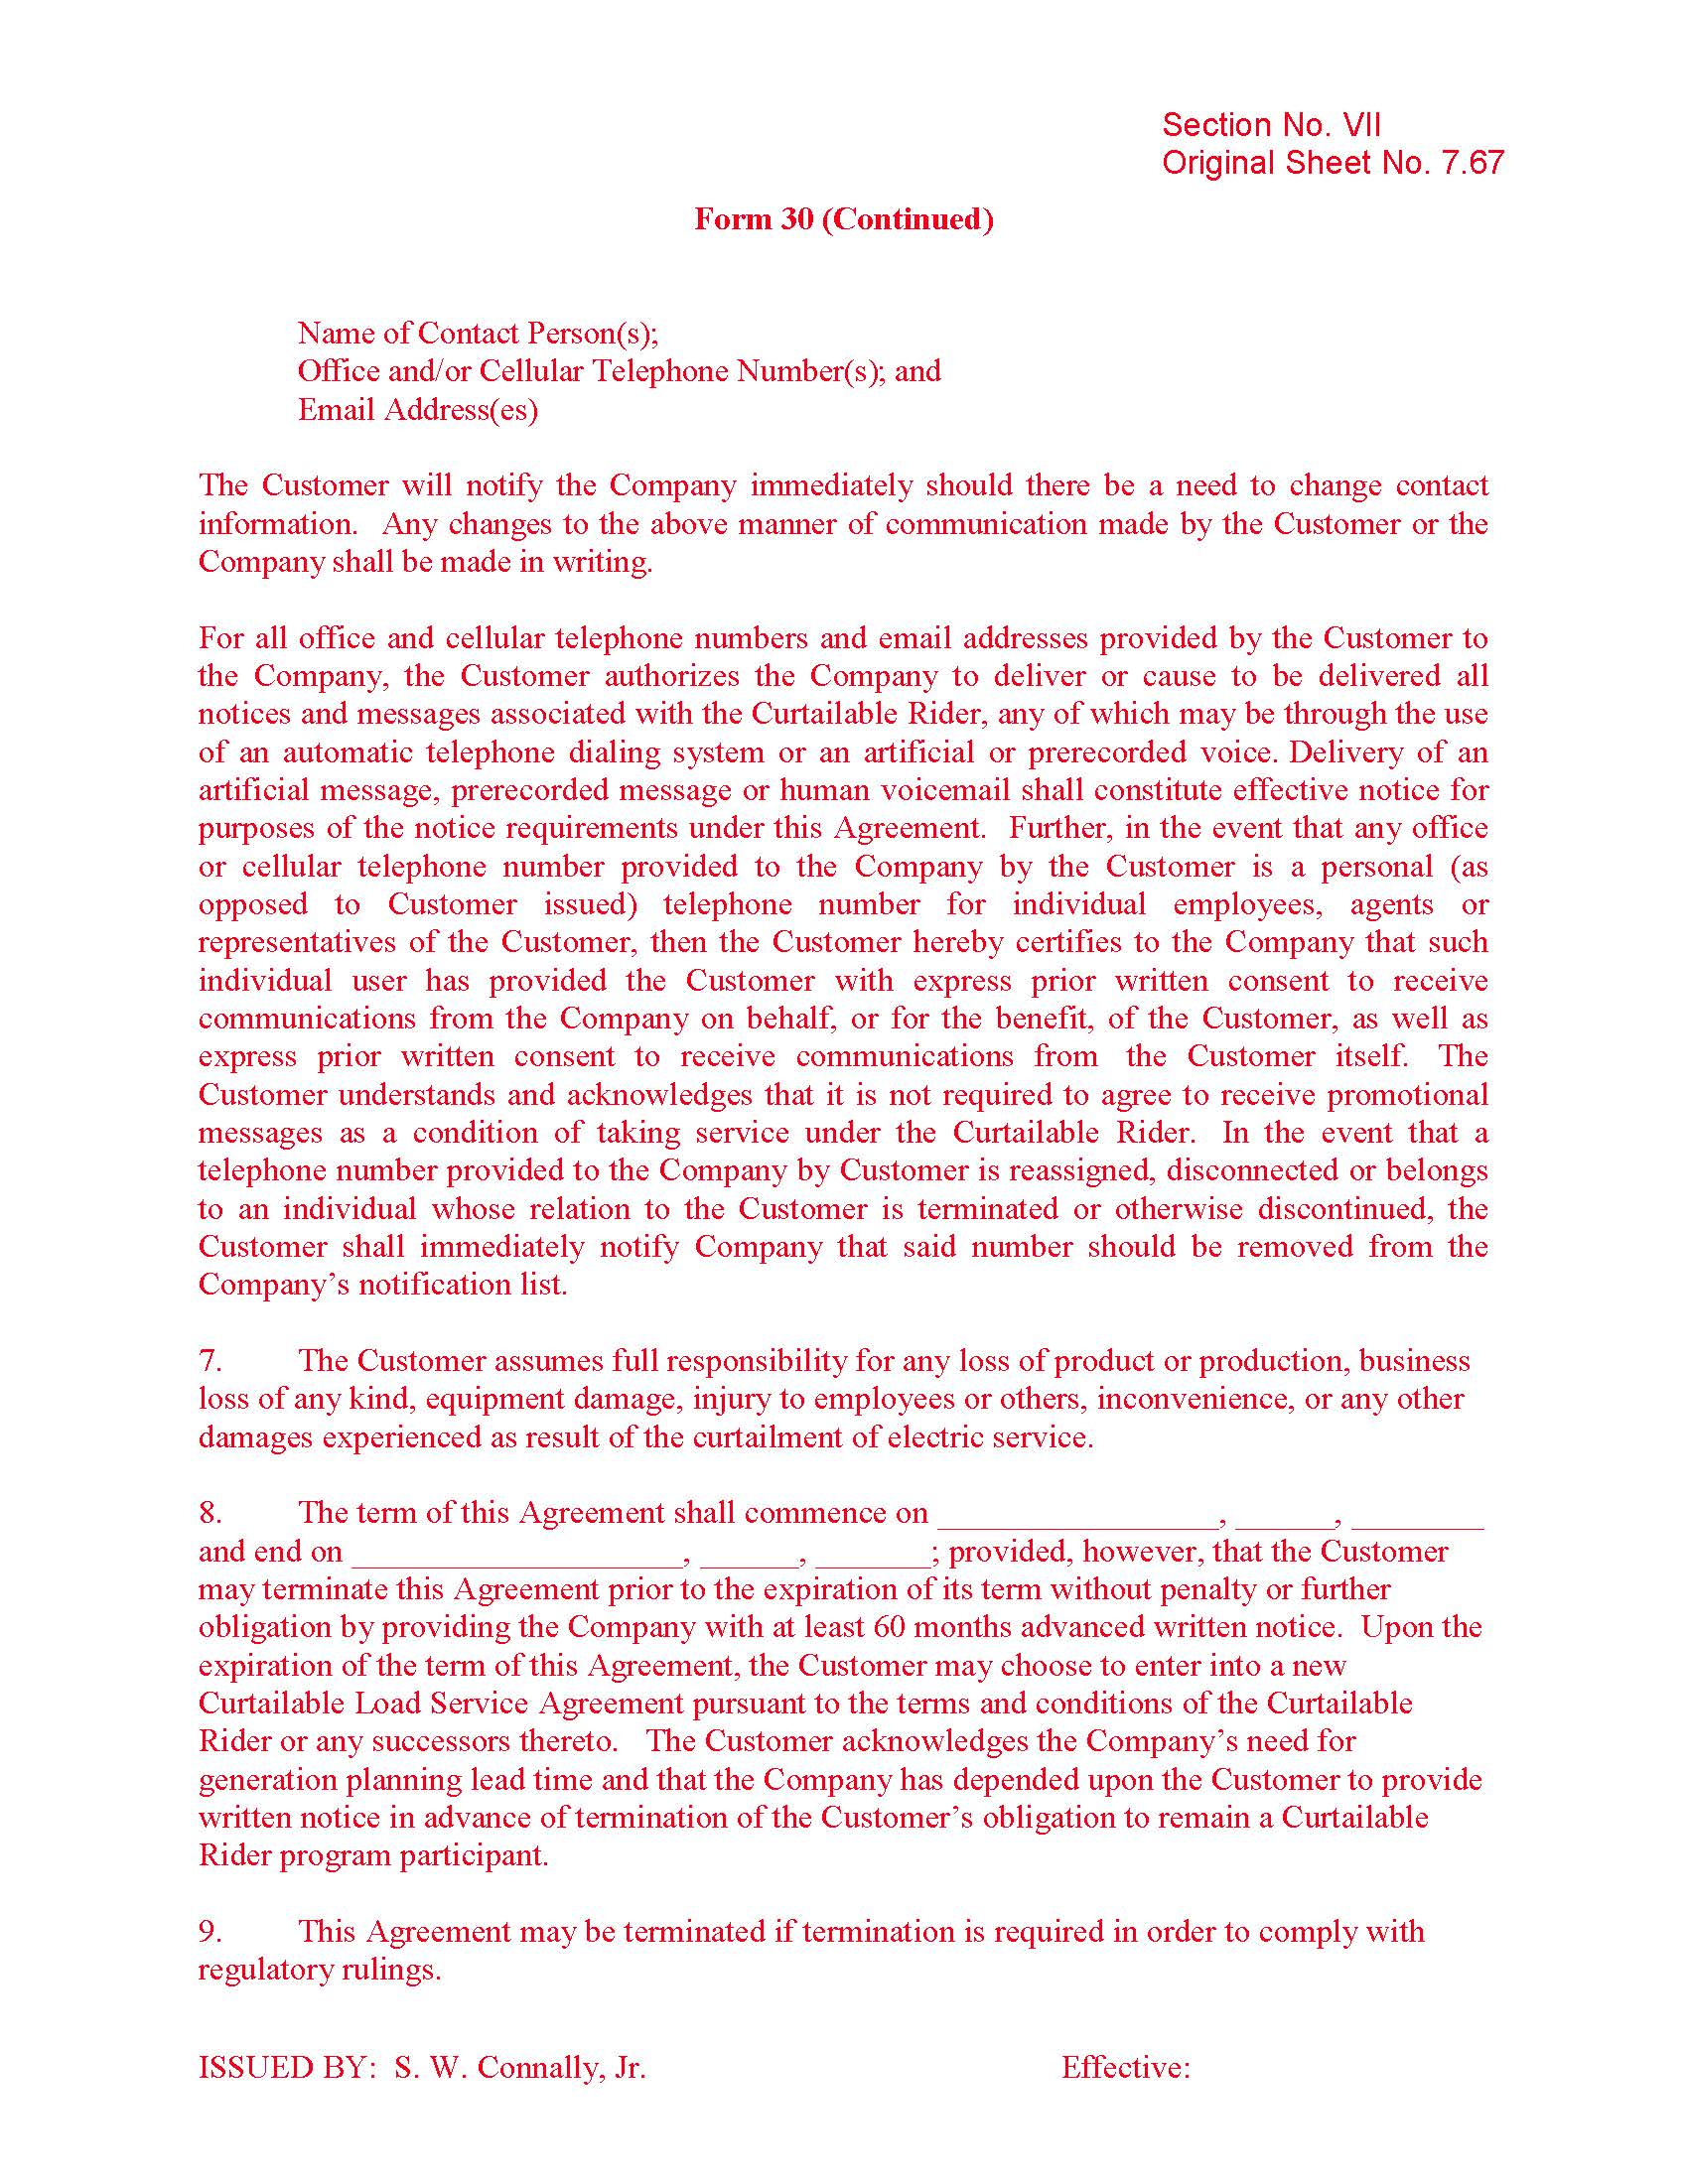 Section No. VII
Original Sheet No. 7.67
Form 30 (Continued)
Name of Contact Person(s);
Office and/or Cellular Telephone Number(s); and
Email Address(es)
The Customer will notify the Company immediately should there be a need to change contact
information. Any changes to the above manner of communication made by the Customer or the
Company shall be made in writing.
For all office and cellular telephone numbers and email addresses provided by the Customer to
the Company, the Customer authorizes the Company to deliver or cause to be delivered all
notices and messages associated with the Curtailable Rider, any of which may be through the use
of an automatic telephone dialing system or an artificial or prerecorded voice. Delivery of an
artificial message, prerecorded message or human voicemail shall constitute effective notice for
purposes of the notice requirements under this Agreement. Further, in the event that any office
or cellular telephone number provided to the Company by the Customer is a personal (as
opposed to Customer issued) telephone number for individual employees, agents or
representatives of the Customer, then the Customer hereby certifies to the Company that such
individual user has provided the Customer with express prior written consent to receive
communications from the Company on behalf, or for the benefit, of the Customer, as well as
express prior written consent to receive communications from the Customer itself. The
Customer understands and acknowledges that it is not required to agree to receive promotional
messages as a condition of taking service under the Curtailable Rider. In the event that a
telephone number provided to the Company by Customer is reassigned, disconnected or belongs
to an individual whose relation to the Customer is terminated or otherwise discontinued, the
Customer shall immediately notify Company that said number should be removed from the
Company's notification list.
7. The Customer assumes full responsibility for any loss of product or production, business
loss of any kind, equipment damage, injury to employees or others, inconvenience, or any other
damages experienced as result of the curtailment of electric service.
8. The term of this Agreement shall commence on _________________, ______, ________
and end on ____________________, ______, _______; provided, however, that the Customer
may terminate this Agreement prior to the expiration of its term without penalty or further
obligation by providing the Company with at least 60 months advanced written notice. Upon the
expiration of the term of this Agreement, the Customer may choose to enter into a new
Curtailable Load Service Agreement pursuant to the terms and conditions of the Curtailable
Rider or any successors thereto. The Customer acknowledges the Company's need for
generation planning lead time and that the Company has depended upon the Customer to provide
written notice in advance of termination of the Customer's obligation to remain a Curtailable
Rider program participant.
9. This Agreement may be terminated if termination is required in order to comply with
regulatory rulings.
ISSUED BY: S. W. Connally, Jr. Effective: